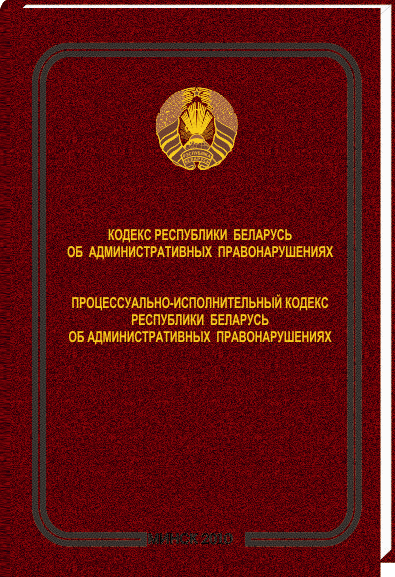 КОДЕКС РЕСПУБЛИКИ БЕЛАРУСЬ
ОБ АДМИНИСТРАТИВНЫХ ПРАВОНАРУШЕНИЯХ
ПРОЦЕССУАЛЬНО-ИСПОЛНИТЕЛЬНЫЙ КОДЕКС
РЕСПУБЛИКИ БЕЛАРУСЬ
ОБ АДМИНИСТРАТИВНЫХ ПРАВОНАРУШЕНИЯХ